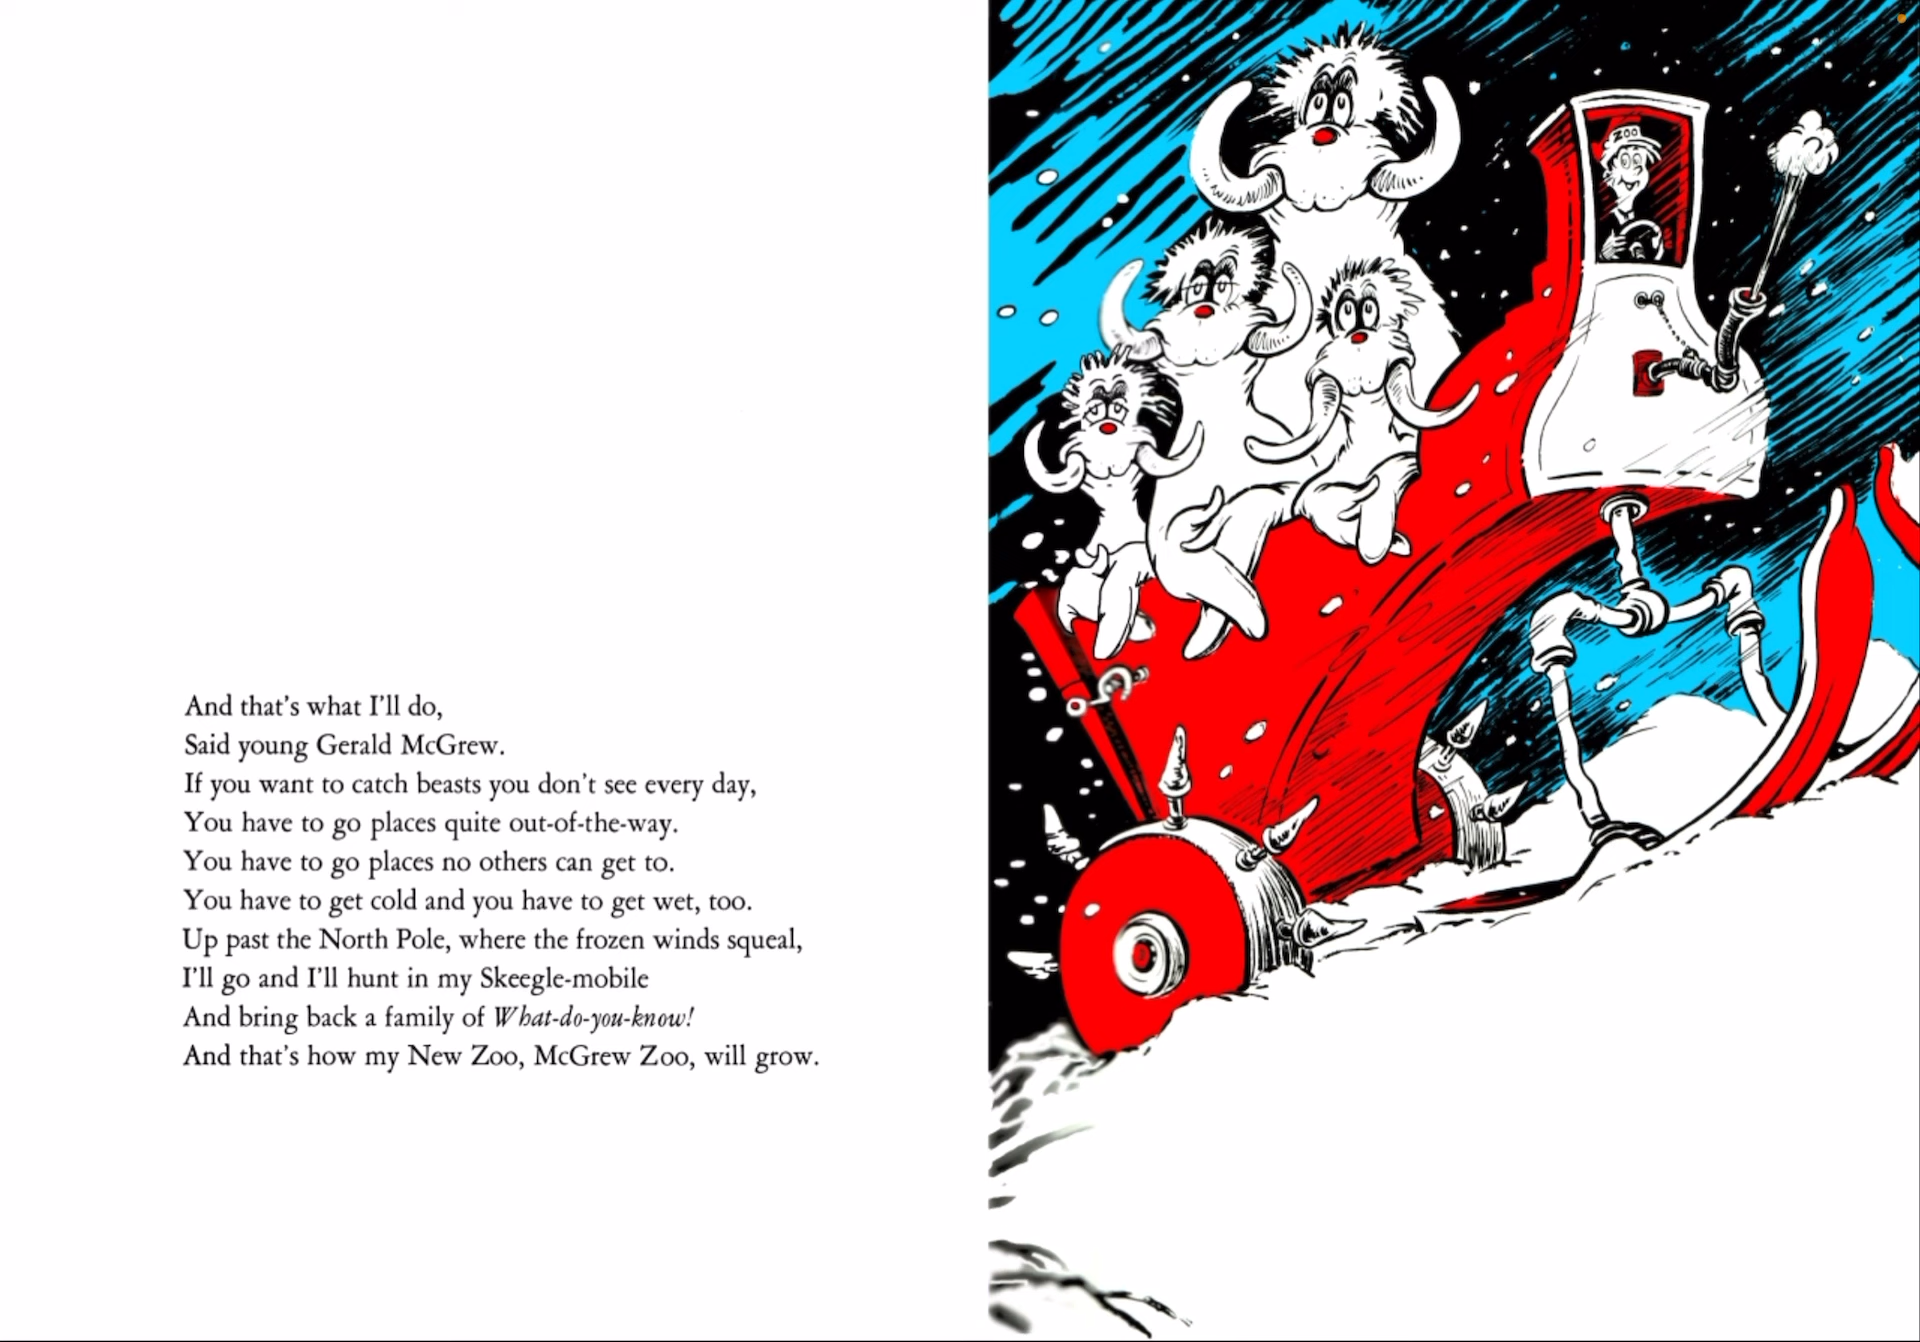 And that's what I'll do,
Said young Gerald McGrew.
If you want to catch beasts you don't see every day,
You have to go places quite out-of-the-way.
You have to go places no others can get to.
You have to get cold and you have to get wet, too.
Up past the North Pole, where the frozen winds squeal,
I'll go and I'll hunt in my Skeegle-mobile
And bring back a family of What-do-you-know!
And that's how my New Zoo, McGrew Zoo, will grow.
ZOO